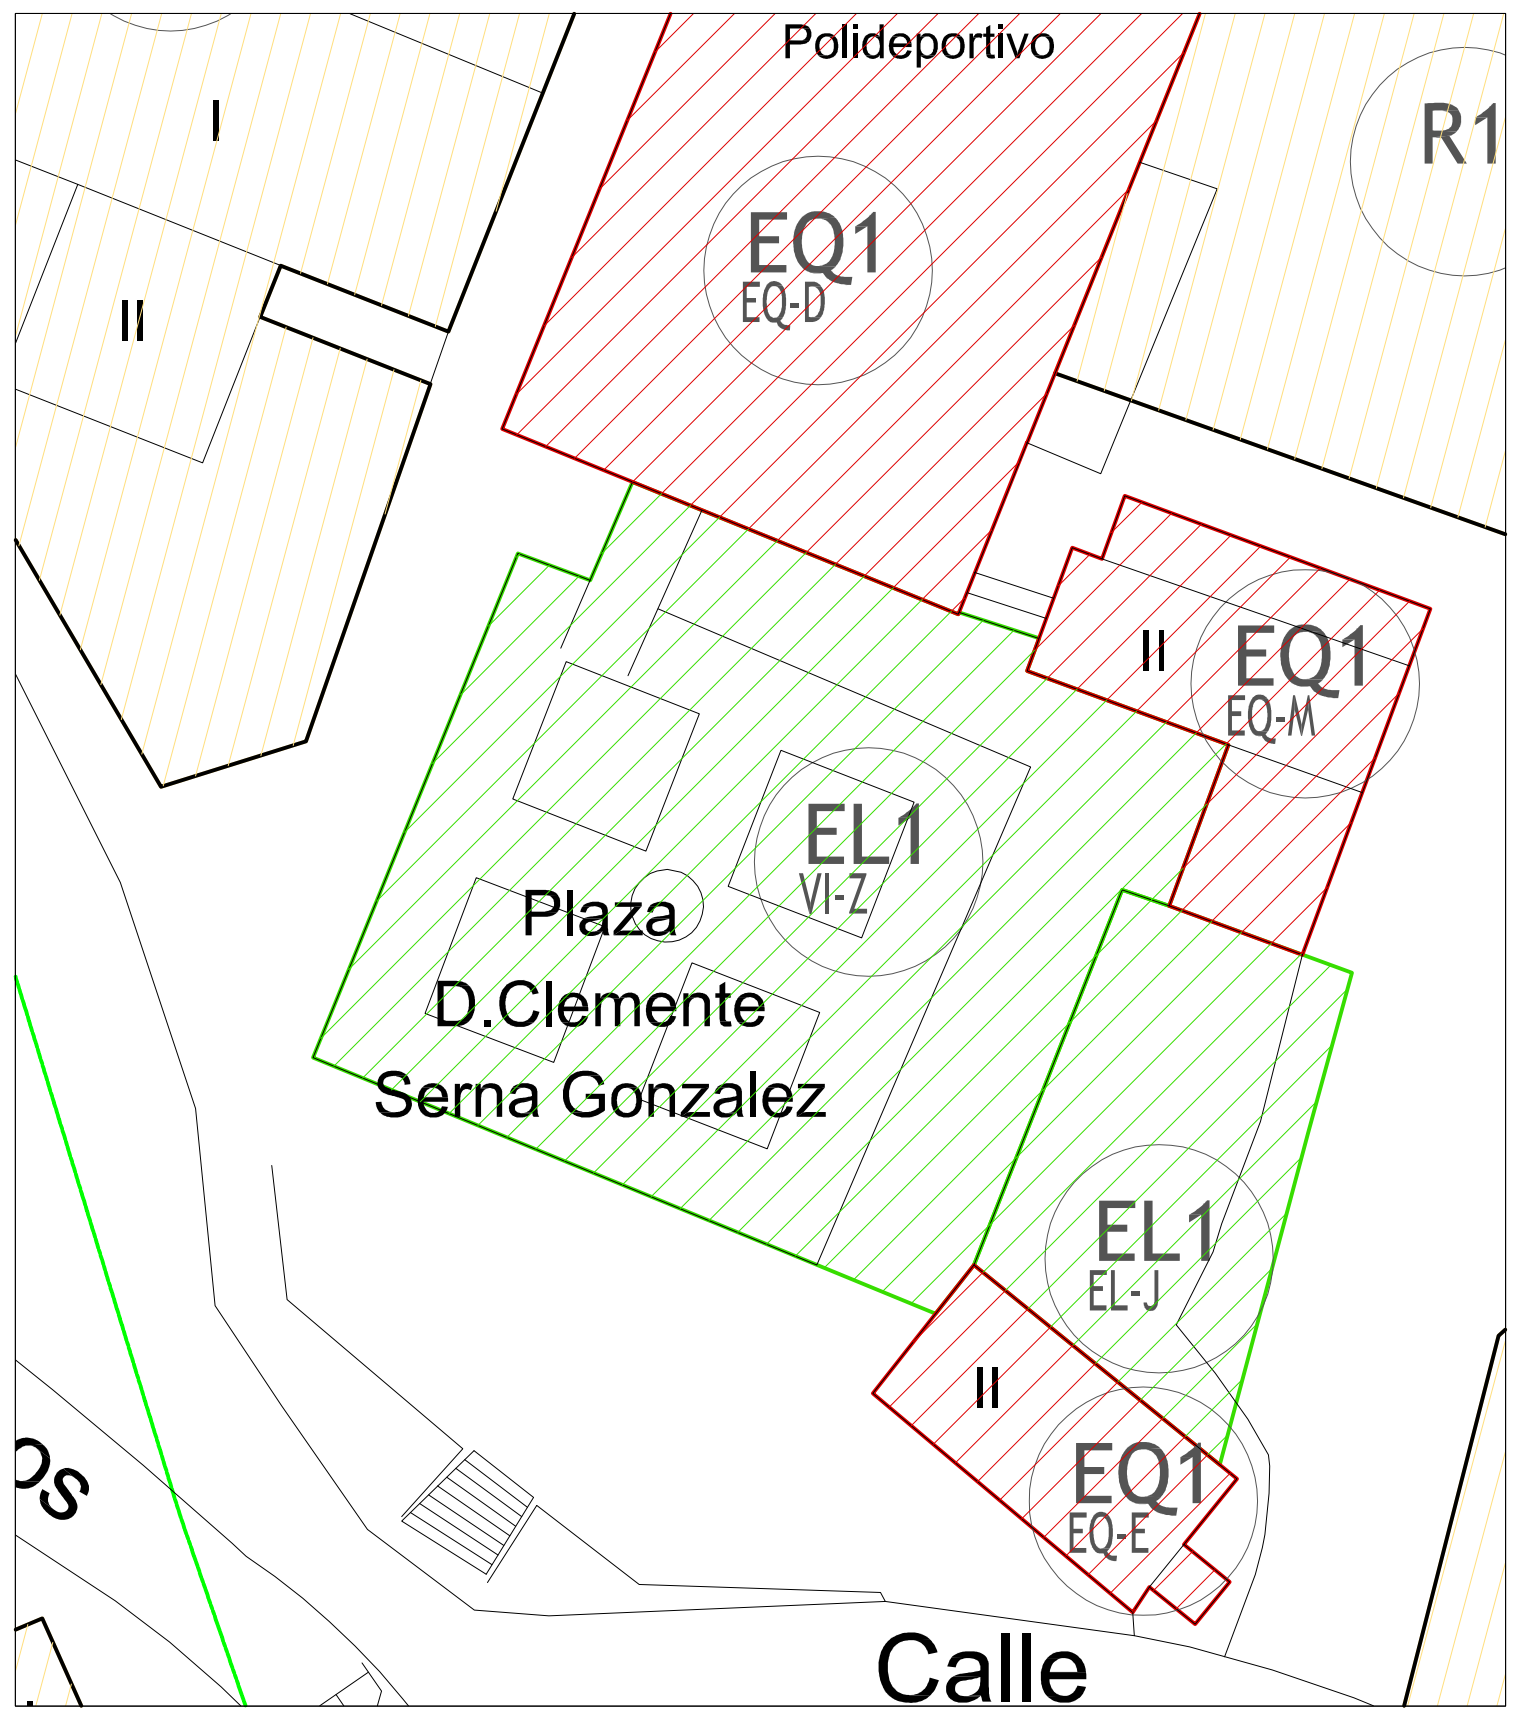 Polideportivo
I
R1
EQ1
EQ-D
II
II
EQ1
EQ-M
EL1
VI-Z
Plaza
D.Clemente
Serna Gonzalez
EL1
EL-J
II
EQ1
EQ-E
os
Calle